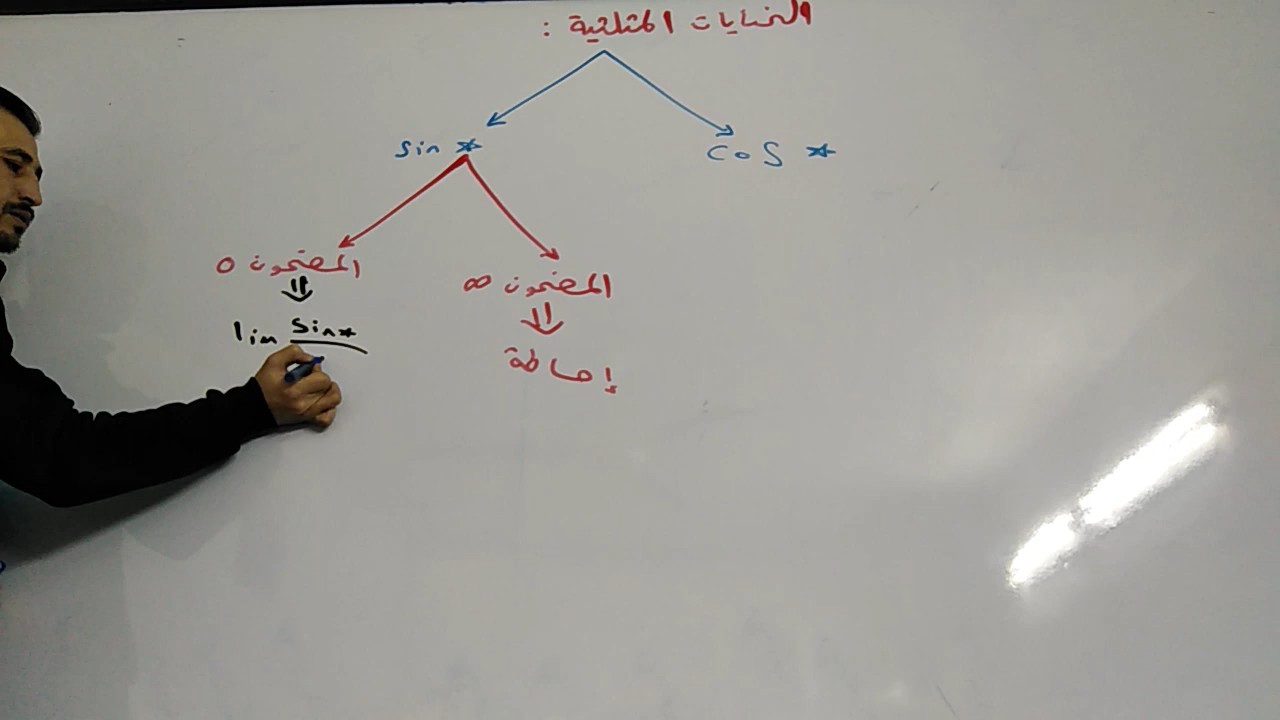 النهايات المثلثية :
sin *
cos *
المضمون 0
المضمون ∞
⇓
⇓
lim sin*
إحاطة